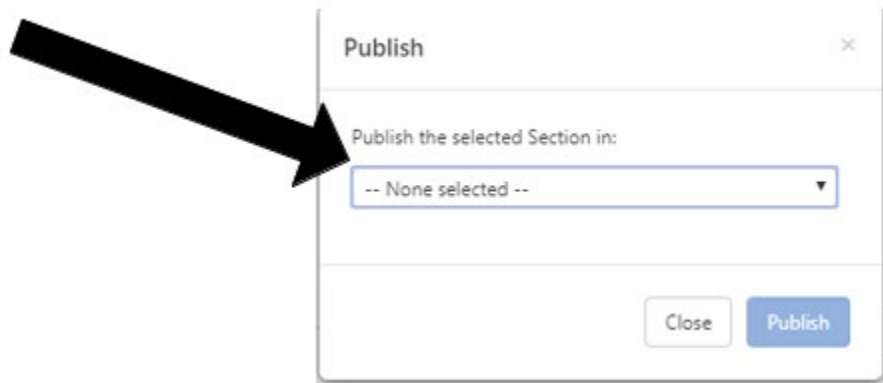 Publish
×
Publish the selected Section in:
-- None selected --
Close
Publish